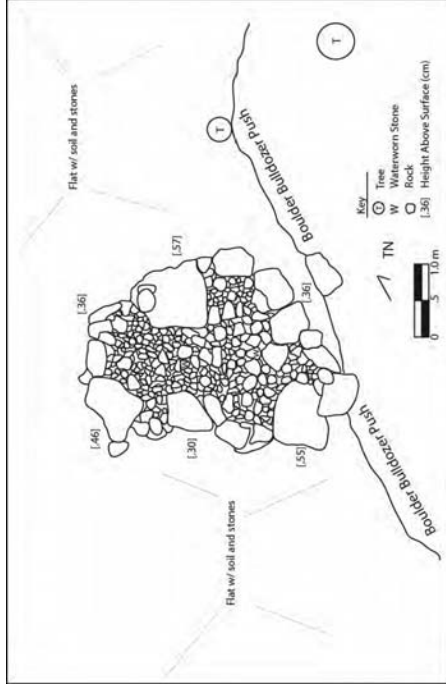 Flat w/ soil and stones
[.36]
[.46]
[.57]
[.30]
Flat w/ soil and stones
[.55]
[.36]
T
Boulder Bulldozer Push
Boulder Bulldozer Push
T
TN
0 .5 1.0 m
Key
T Tree
W Waterworn Stone
Rock
[.36] Height Above Surface (cm)